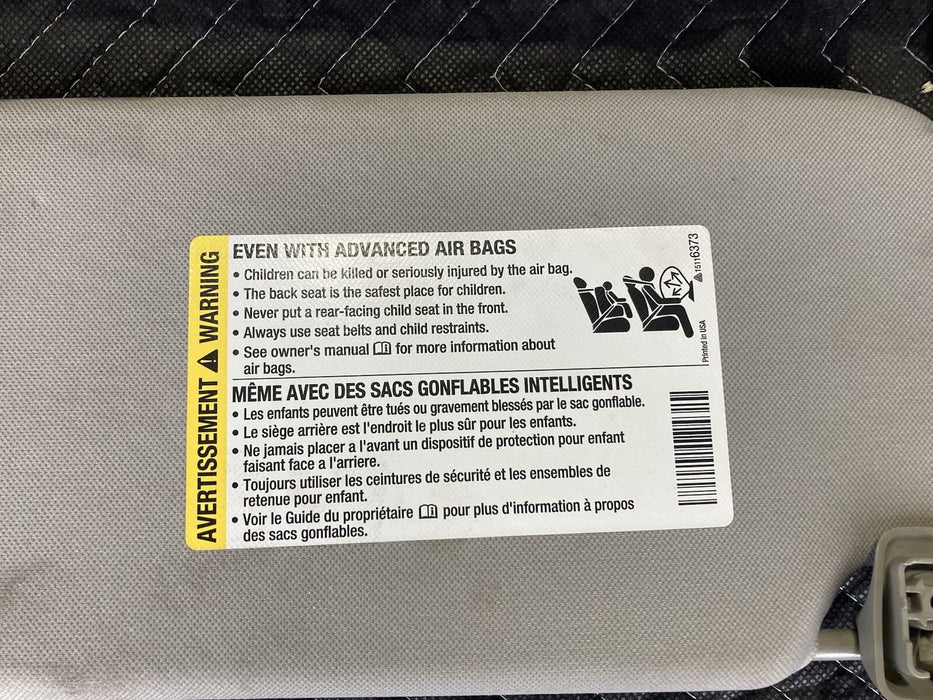 AVERTISSEMENT ⚠ WARNING
EVEN WITH ADVANCED AIR BAGS
• Children can be killed or seriously injured by the air bag.
• The back seat is the safest place for children.
• Never put a rear-facing child seat in the front.
• Always use seat belts and child restraints.
• See owner's manual for more information about
air bags.
15116373
Printed in USA
MÊME AVEC DES SACS GONFLABLES INTELLIGENTS
• Les enfants peuvent être tués ou gravement blessés par le sac gonflable.
• Le siège arrière est l'endroit le plus sûr pour les enfants.
• Ne jamais placer a l'avant un dispositif de protection pour enfant
faisant face a l'arriere.
• Toujours utiliser les ceintures de sécurité et les ensembles de
retenue pour enfant.
• Voir le Guide du propriétaire pour plus d'information à propos
des sacs gonflables.